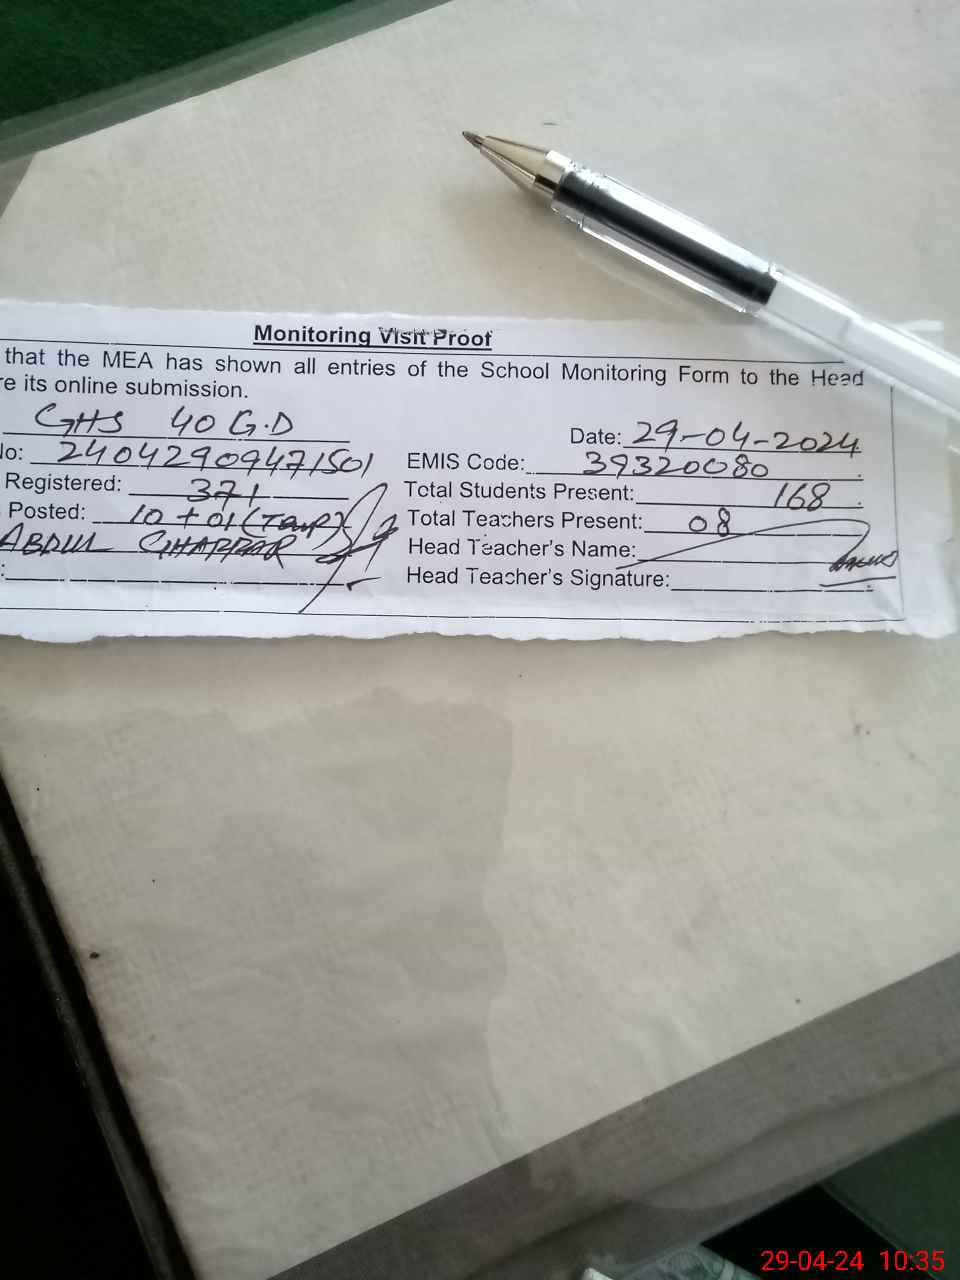 Monitoring Visit Proof
that the MEA has shown all entries of the School Monitoring Form to the Head
re its online submission.
GHS 40 G.D
Date: 29-04-2024
No: 24042909471501
EMIS Code: 39320080
Registered: 371
Total Students Present: 168
Posted: 10 + 01 (Temp)
Total Teachers Present: 08
ABDUL GHAFFAR
Head Teacher's Name:
Head Teacher's Signature:
29-04-24 10:35